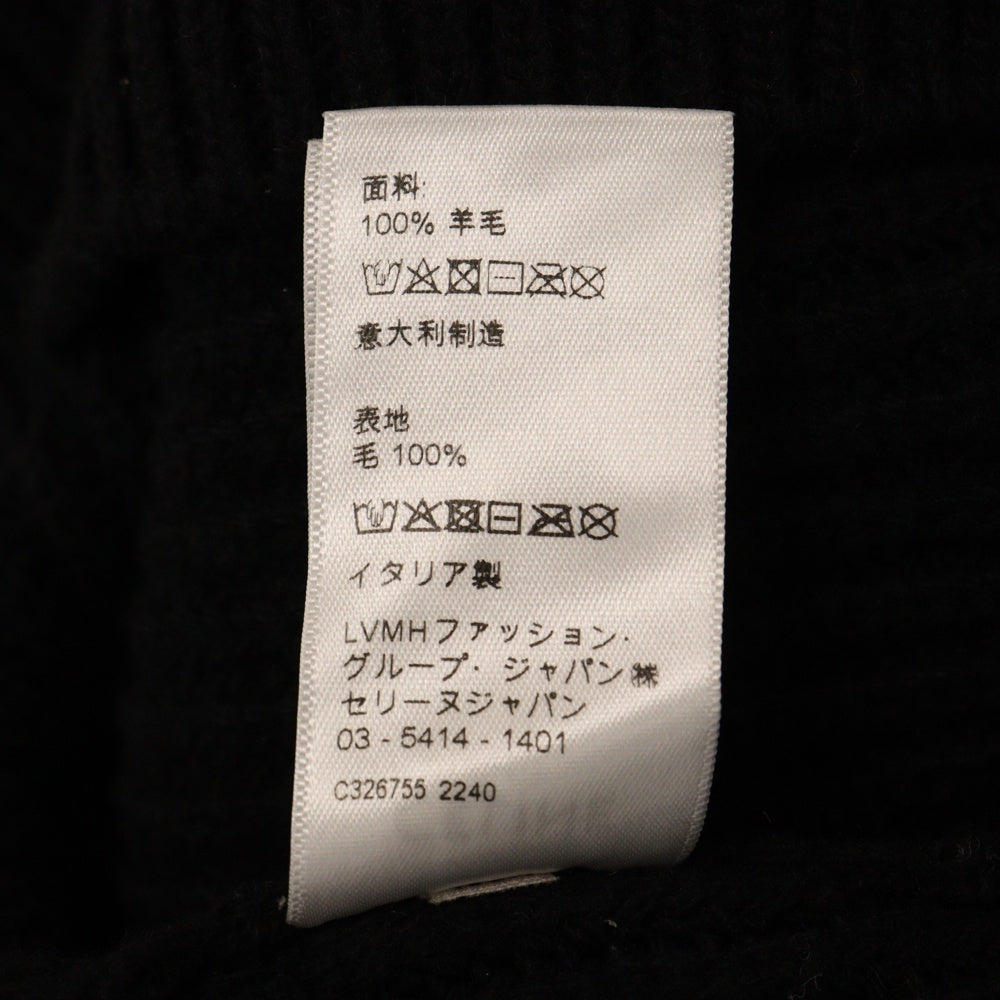 面料:
100% 羊毛
意大利制造
表地
毛 100%
イタリア製
LVMHファッション・
グループ・ジャパン㈱
セリーヌジャパン
03 - 5414 - 1401
C326755 2240